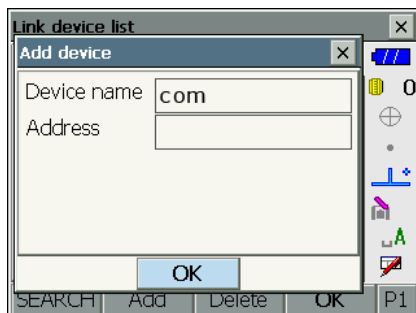 Link device list
Add device
Device name com
Address
OK
SEARCH Add Delete OK P1
0
A